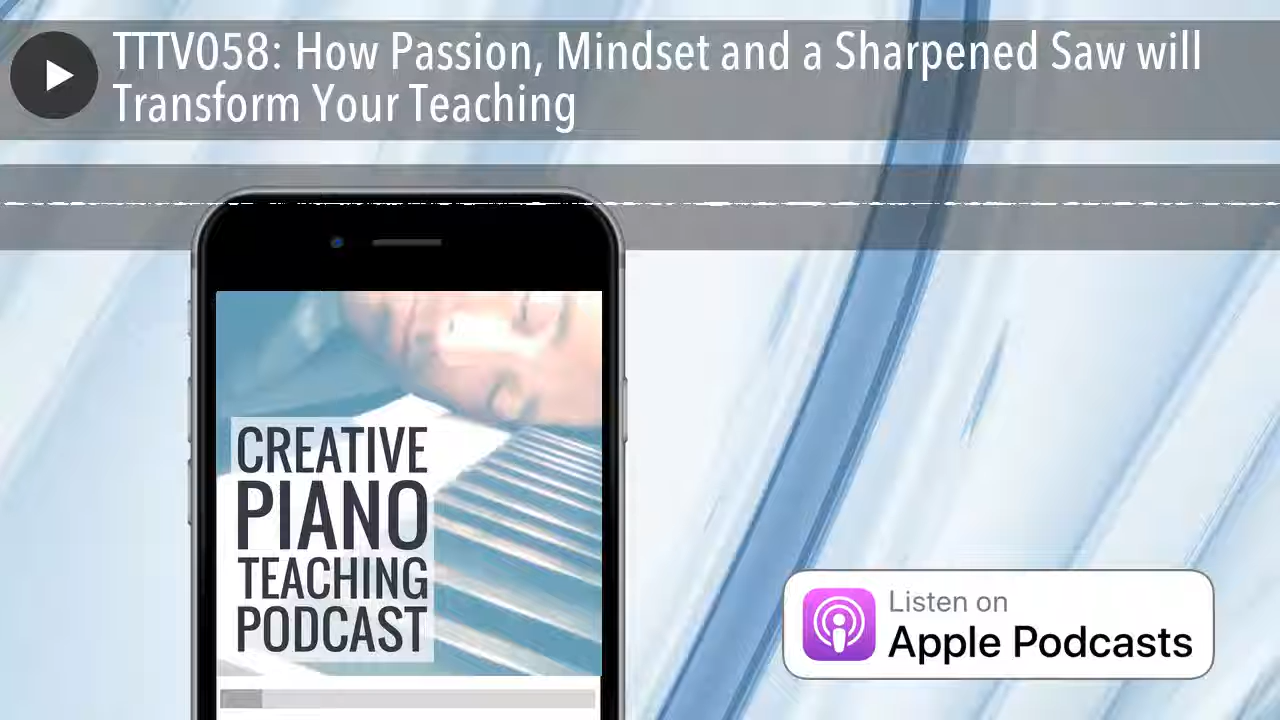 TTTV058: How Passion, Mindset and a Sharpened Saw will
Transform Your Teaching
CREATIVE
PIANO
TEACHING
PODCAST
Listen on
Apple Podcasts